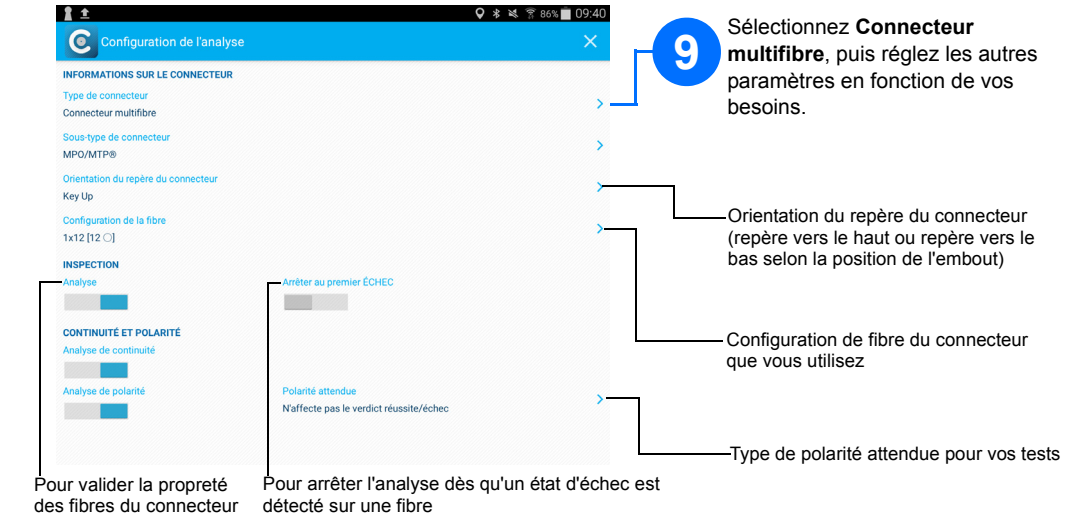 86% 09:40
Configuration de l'analyse
INFORMATIONS SUR LE CONNECTEUR
Type de connecteur
Connecteur multifibre
Sous-type de connecteur
MPO/MTP®
Orientation du repère du connecteur
Key Up
Configuration de la fibre
1x12 [12 ○]
INSPECTION
Analyse
Arrêter au premier ÉCHEC
CONTINUITÉ ET POLARITÉ
Analyse de continuité
Analyse de polarité
Polarité attendue
N'affecte pas le verdict réussite/échec
9
Sélectionnez Connecteur
multifibre, puis réglez les autres
paramètres en fonction de vos
besoins.
Orientation du repère du connecteur
(repère vers le haut ou repère vers le
bas selon la position de l'embout)
Configuration de fibre du connecteur
que vous utilisez
Type de polarité attendue pour vos tests
Pour valider la propreté
des fibres du connecteur
Pour arrêter l'analyse dès qu'un état d'échec est
détecté sur une fibre